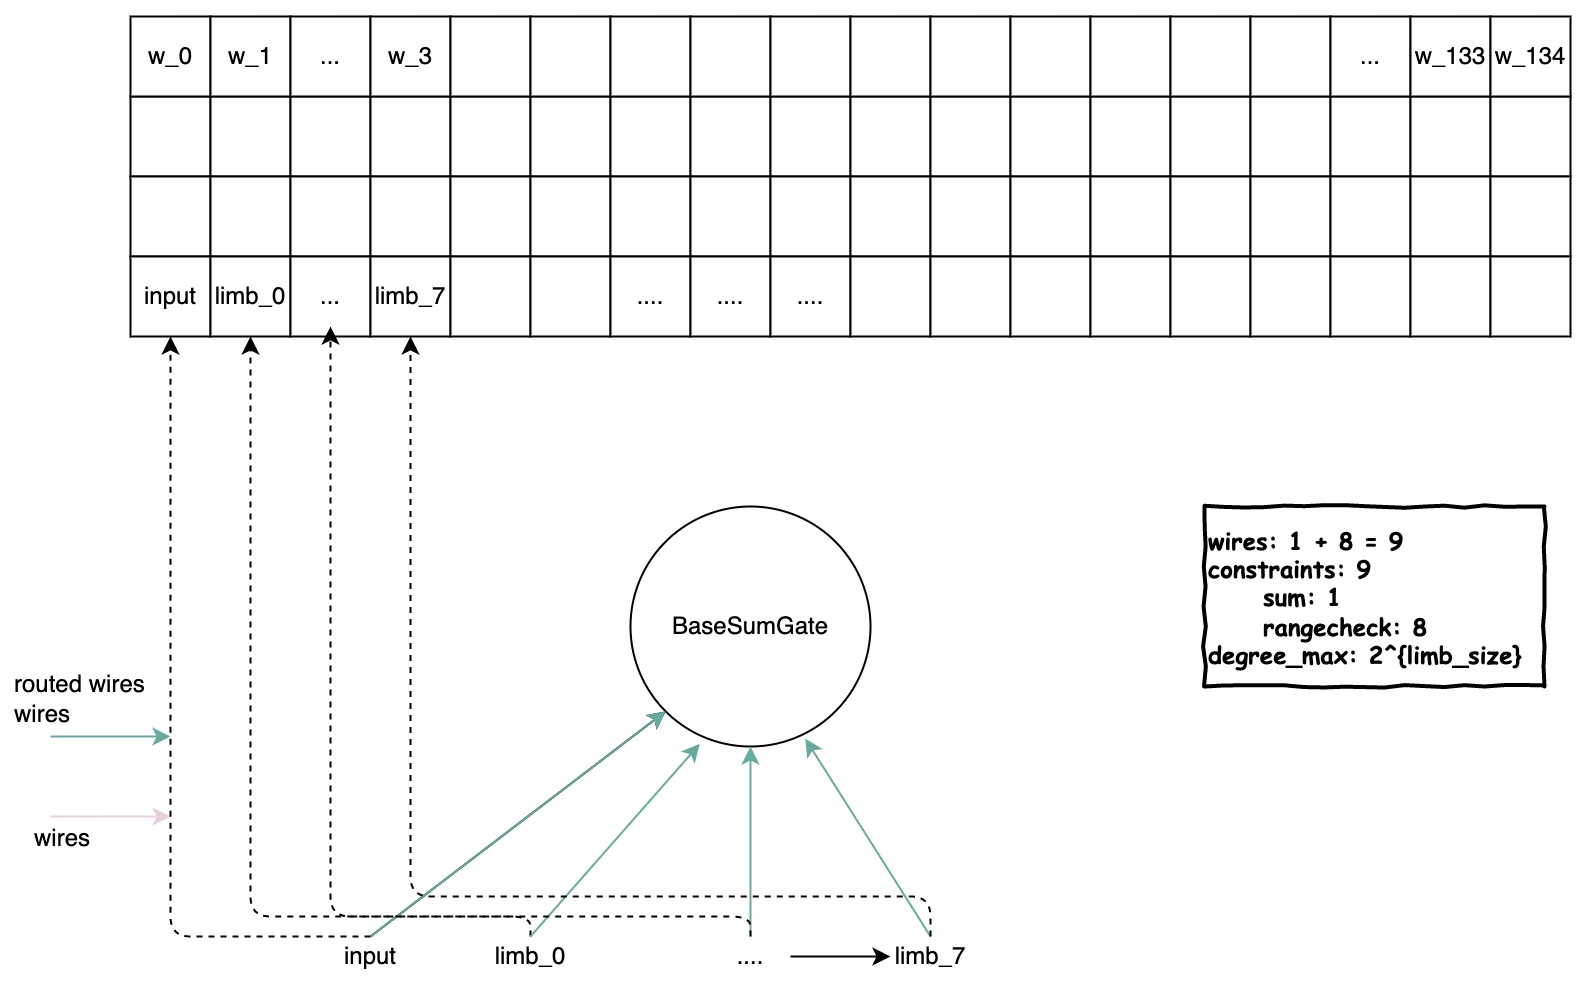 w_0 w_1 ... w_3 ... w_133 w_134
input limb_0 ... limb_7 .... .... ....
wires: 1 + 8 = 9
constraints: 9
sum: 1
rangecheck: 8
degree_max: 2^{limb_size}
BaseSumGate
routed wires
wires
wires
input limb_0 .... limb_7